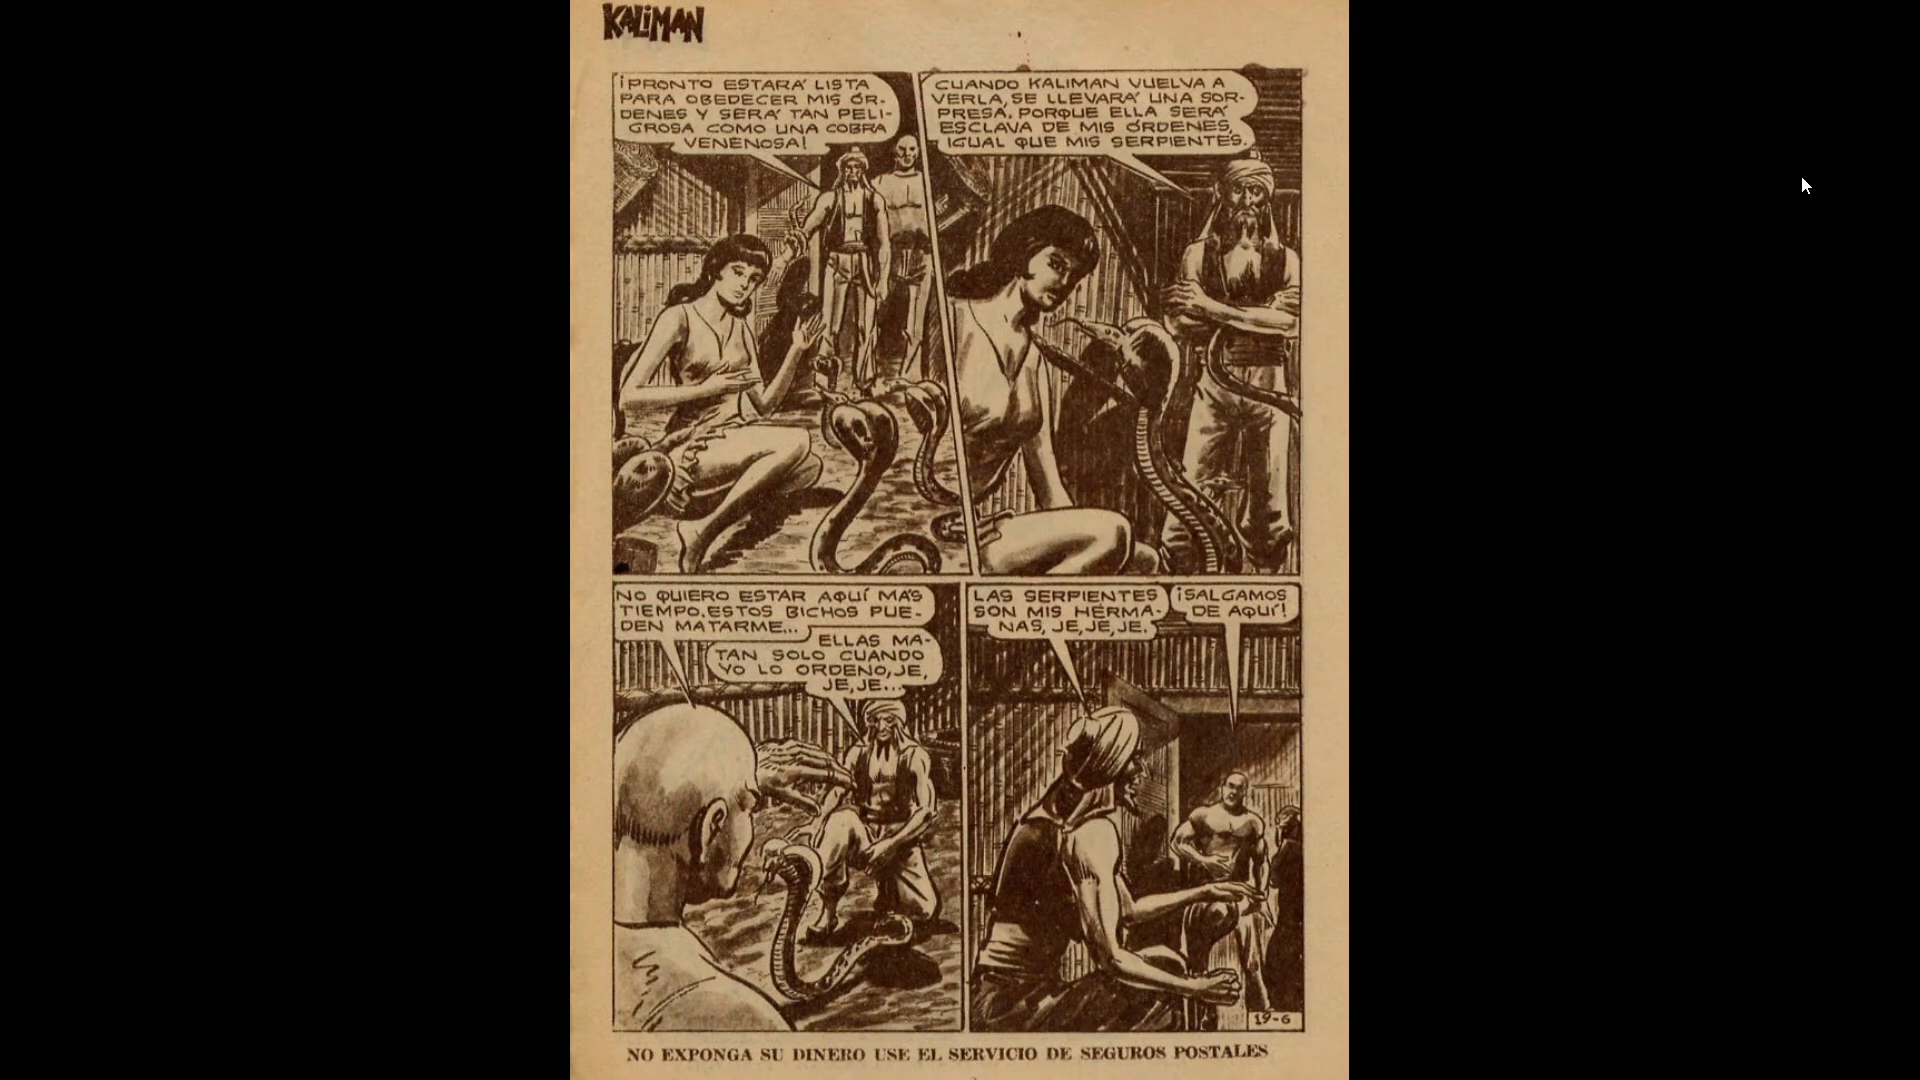 KALIMAN
¡PRONTO ESTARÁ LISTA
PARA OBEDECER MIS ÓR-
DENES Y SERÁ TAN PELI-
GROSA COMO UNA COBRA
VENENOSA!
CUANDO KALIMAN VUELVA A
VERLA, SE LLEVARÁ UNA SOR-
PRESA. PORQUE ELLA SERÁ
ESCLAVA DE MIS ÓRDENES,
IGUAL QUE MIS SERPIENTES.
NO QUIERO ESTAR AQUÍ MÁS
TIEMPO. ESTOS BICHOS PUE-
DEN MATARME...
ELLAS MA-
TAN SOLO CUANDO
YO LO ORDENO, JE,
JE, JE...
LAS SERPIENTES
SON MIS HERMA-
NAS, JE, JE, JE.
¡SALGAMOS
DE AQUÍ!
19-6
NO EXPONGA SU DINERO USE EL SERVICIO DE SEGUROS POSTALES